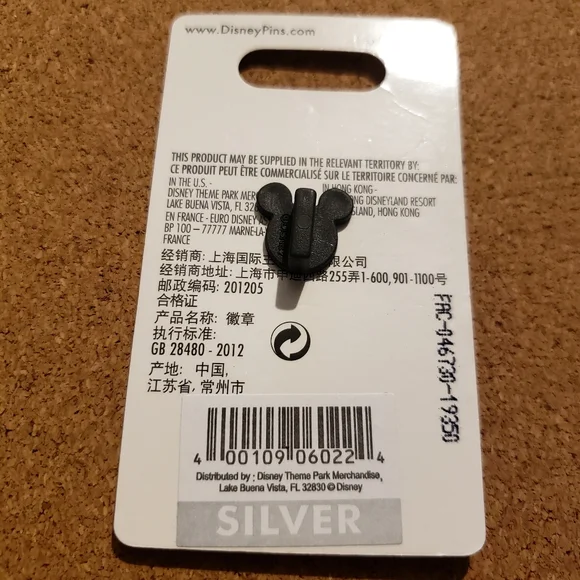 www.DisneyPins.com
THIS PRODUCT MAY BE SUPPLIED IN THE RELEVANT TERRITORY BY:
CE PRODUIT PEUT ÊTRE COMMERCIALISÉ SUR LE TERRITOIRE CONCERNÉ PAR:
IN THE U.S. - IN HONG KONG -
DISNEY THEME PARK DISNEYLAND RESORT
LAKE BUENA VISTA, FL HONG KONG
EN FRANCE - EURO DISNEY
BP 100 – 77777
FRANCE
经销商: 上海国际 限公司
经销商地址: 上海市 路255弄1-600, 901-1100号
邮政编码: 201205
合格证
产品名称: 徽章
执行标准:
GB 28480 - 2012
产地: 中国,
江苏省, 常州市
FAC-046730-19350
4 00109 06022 4
Distributed by ; Disney Theme Park Merchandise,
Lake Buena Vista, FL 32830 © Disney
SILVER